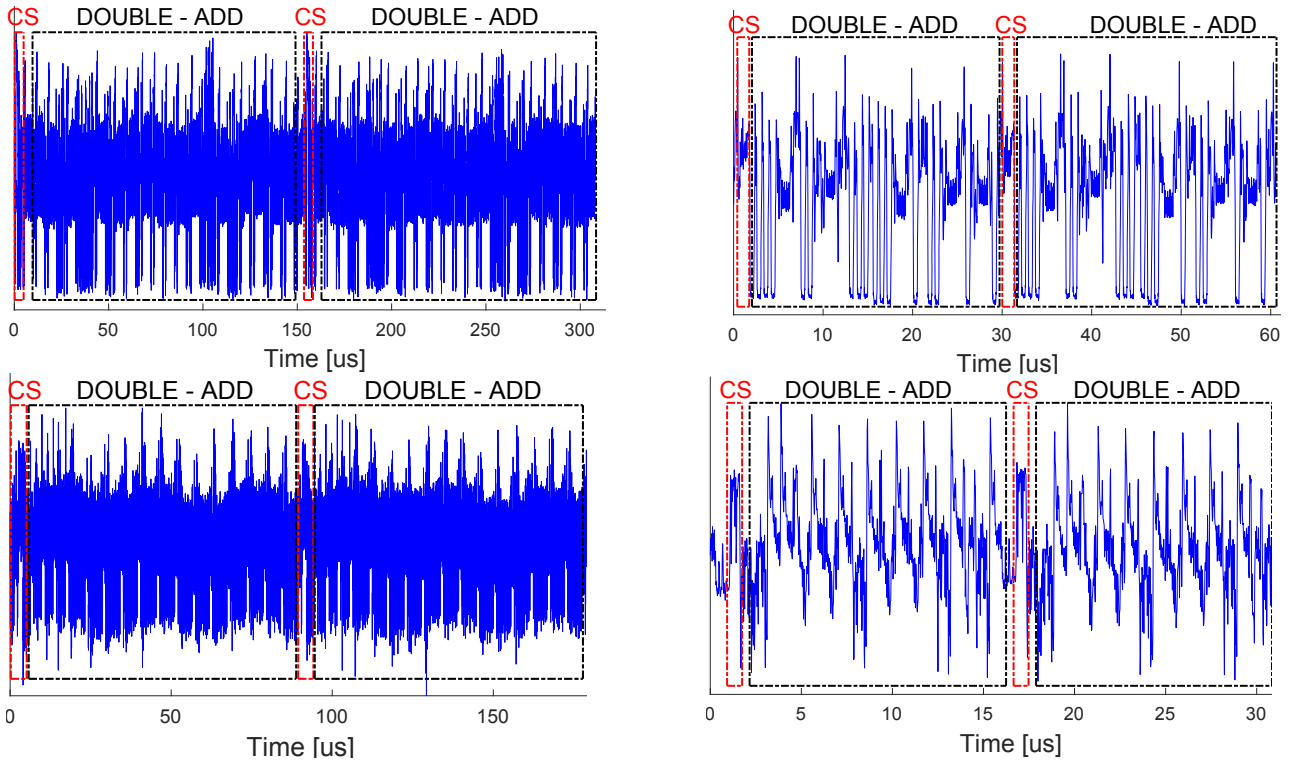 CS DOUBLE - ADD CS DOUBLE - ADD
0 50 100 150 200 250 300
Time [us]
CS DOUBLE - ADD CS DOUBLE - ADD
0 10 20 30 40 50 60
Time [us]
CS DOUBLE - ADD CS DOUBLE - ADD
0 50 100 150
Time [us]
CS DOUBLE - ADD CS DOUBLE - ADD
0 5 10 15 20 25 30
Time [us]